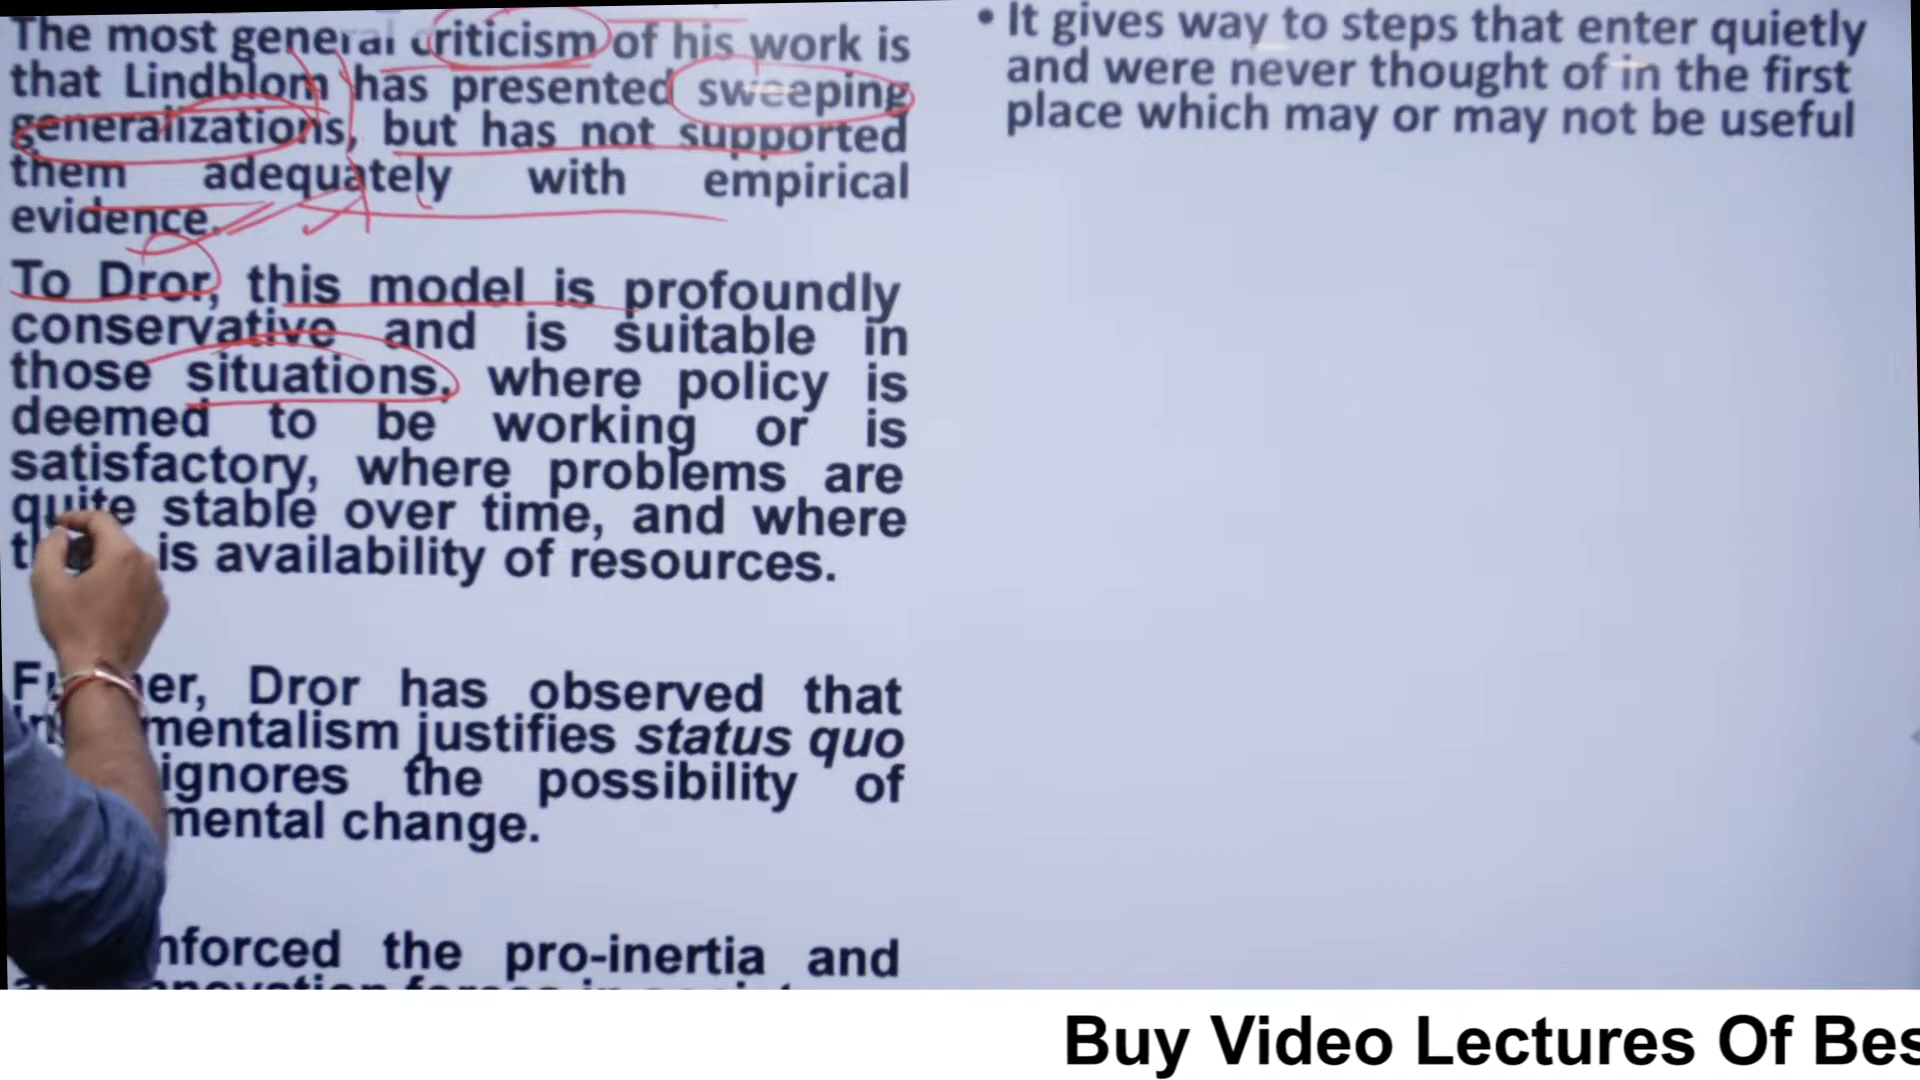 The most general criticism of his work is
that Lindblom has presented sweeping
generalizations, but has not supported
them adequately with empirical
evidence.
To Dror, this model is profoundly
conservative and is suitable in
those situations, where policy is
deemed to be working or is
satisfactory, where problems are
quite stable over time, and where
is availability of resources.
Dror has observed that
justifies status quo
ignores the possibility of
change.
the pro-inertia and
• It gives way to steps that enter quietly
and were never thought of in the first
place which may or may not be useful
Buy Video Lectures Of